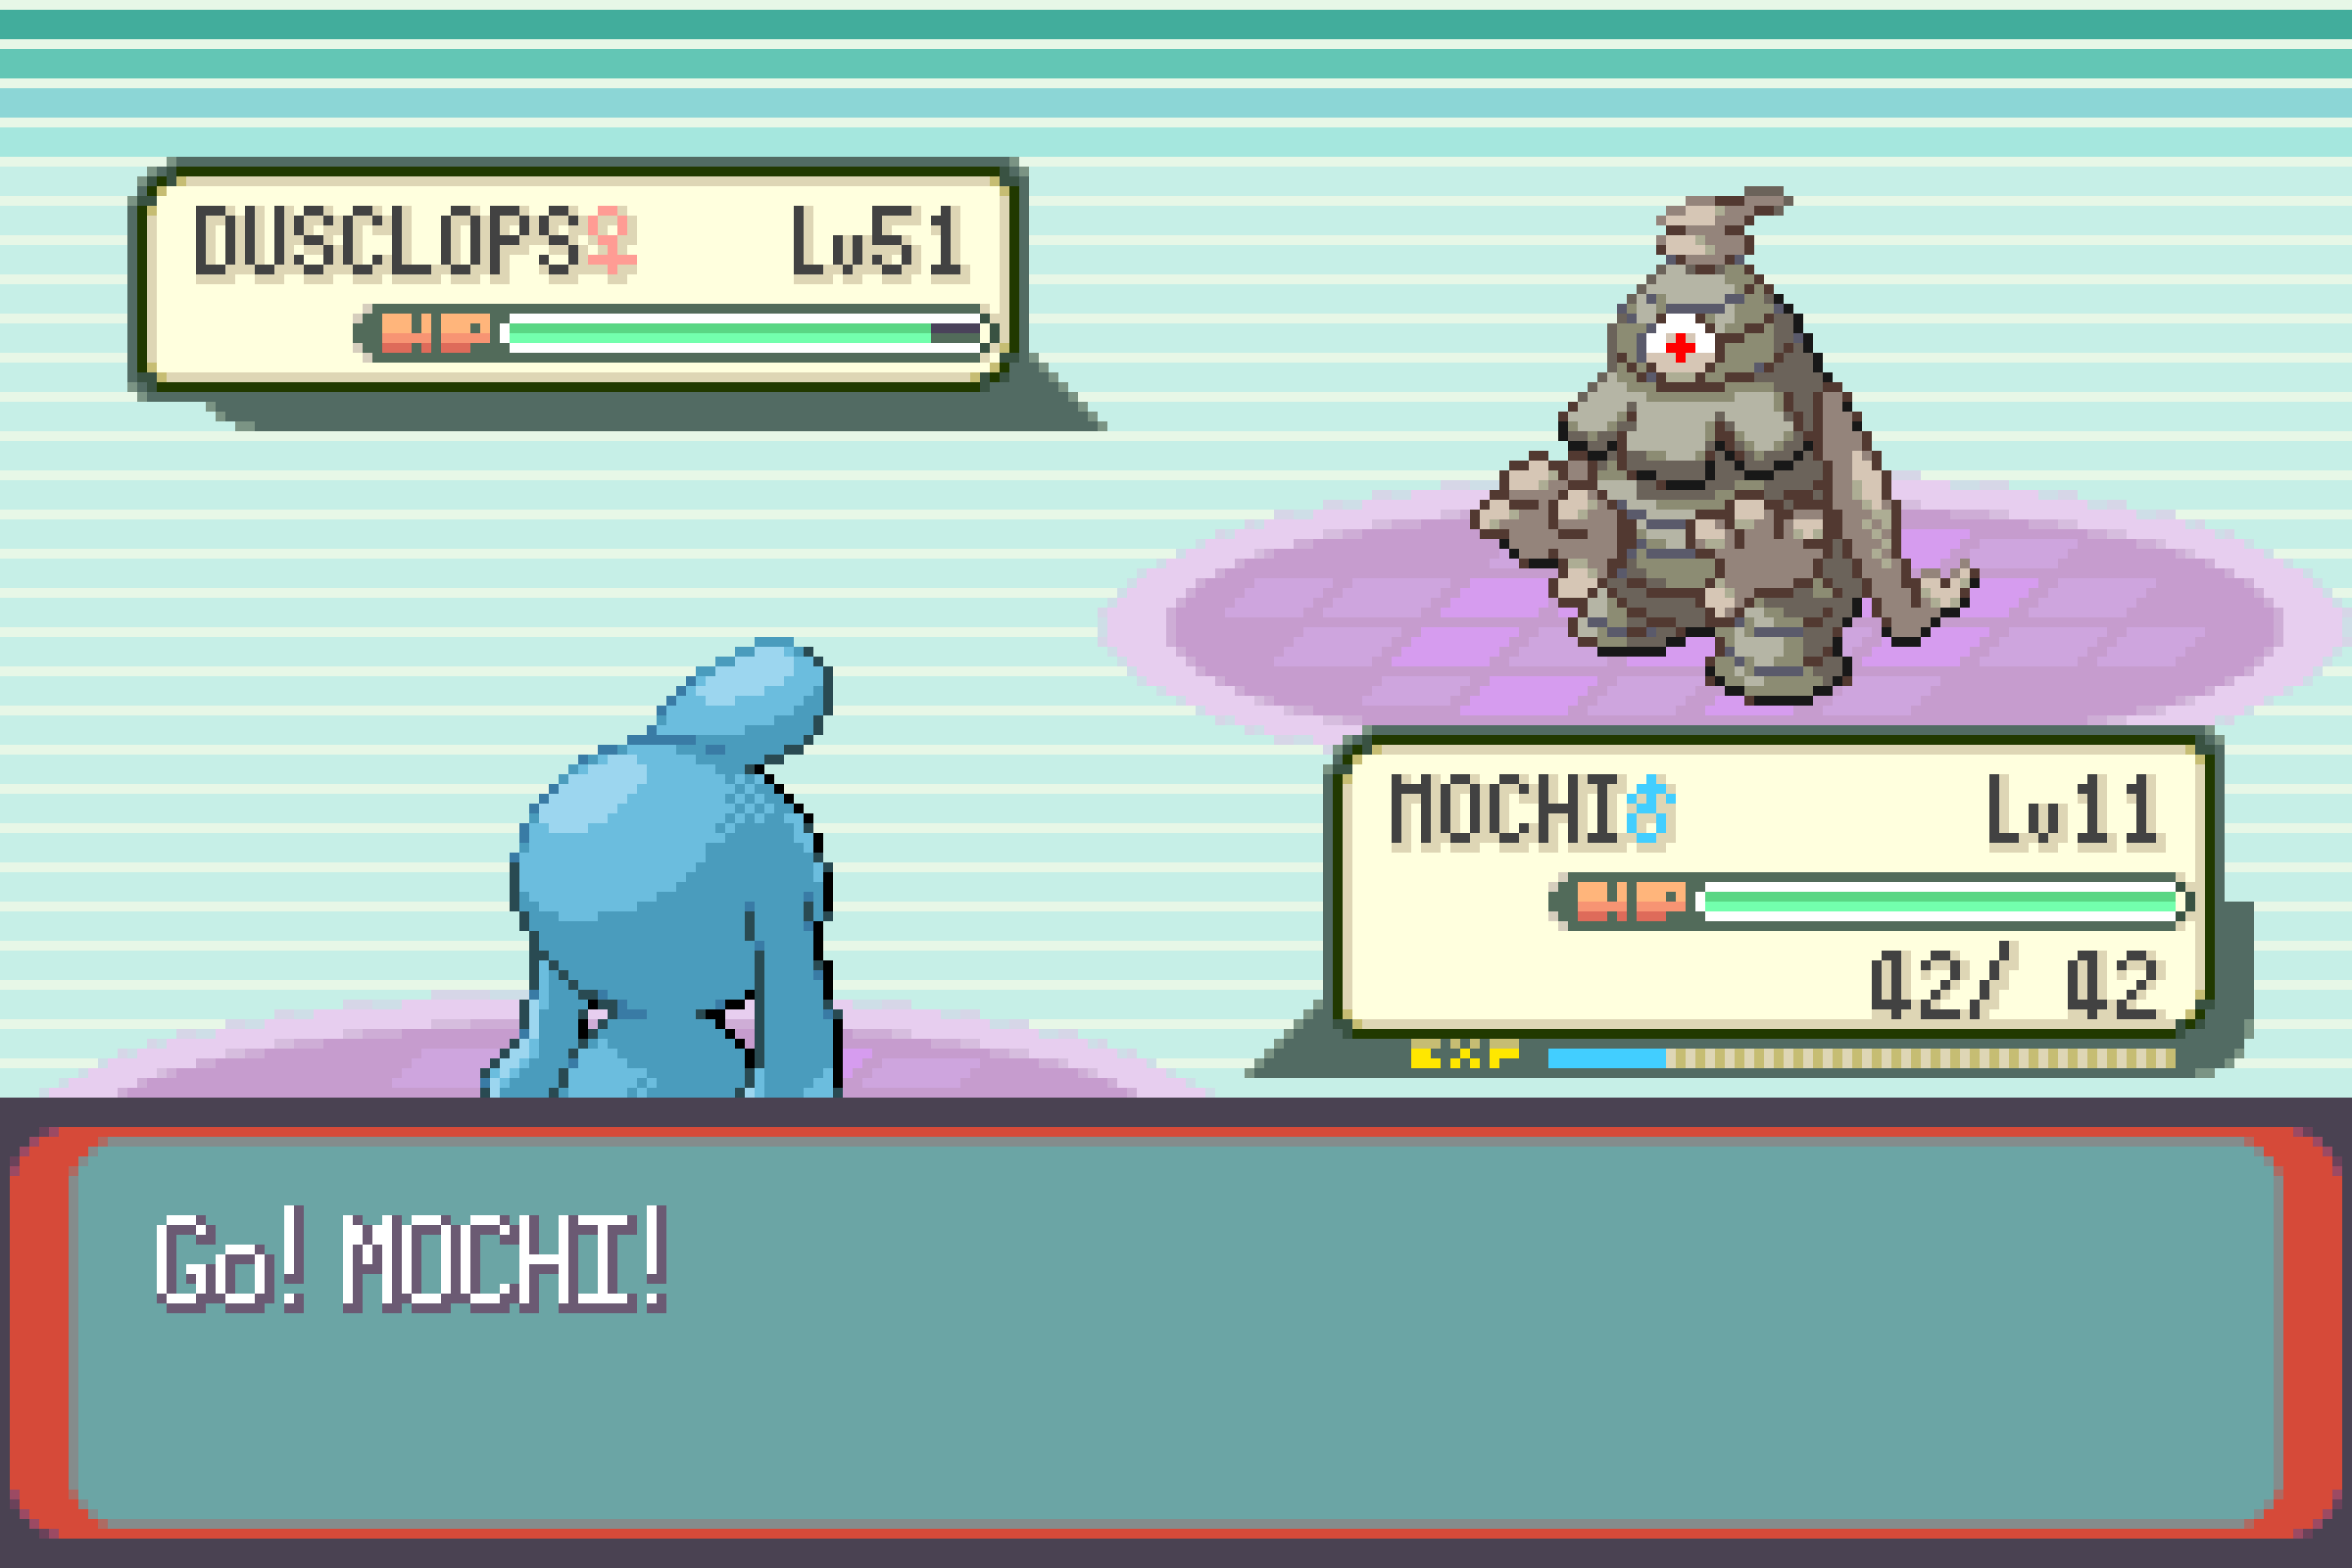 DUSCLOPS♀ Lv51
HP
MOCHI♂ Lv11
HP
42/ 42
EXP
Go! MOCHI!